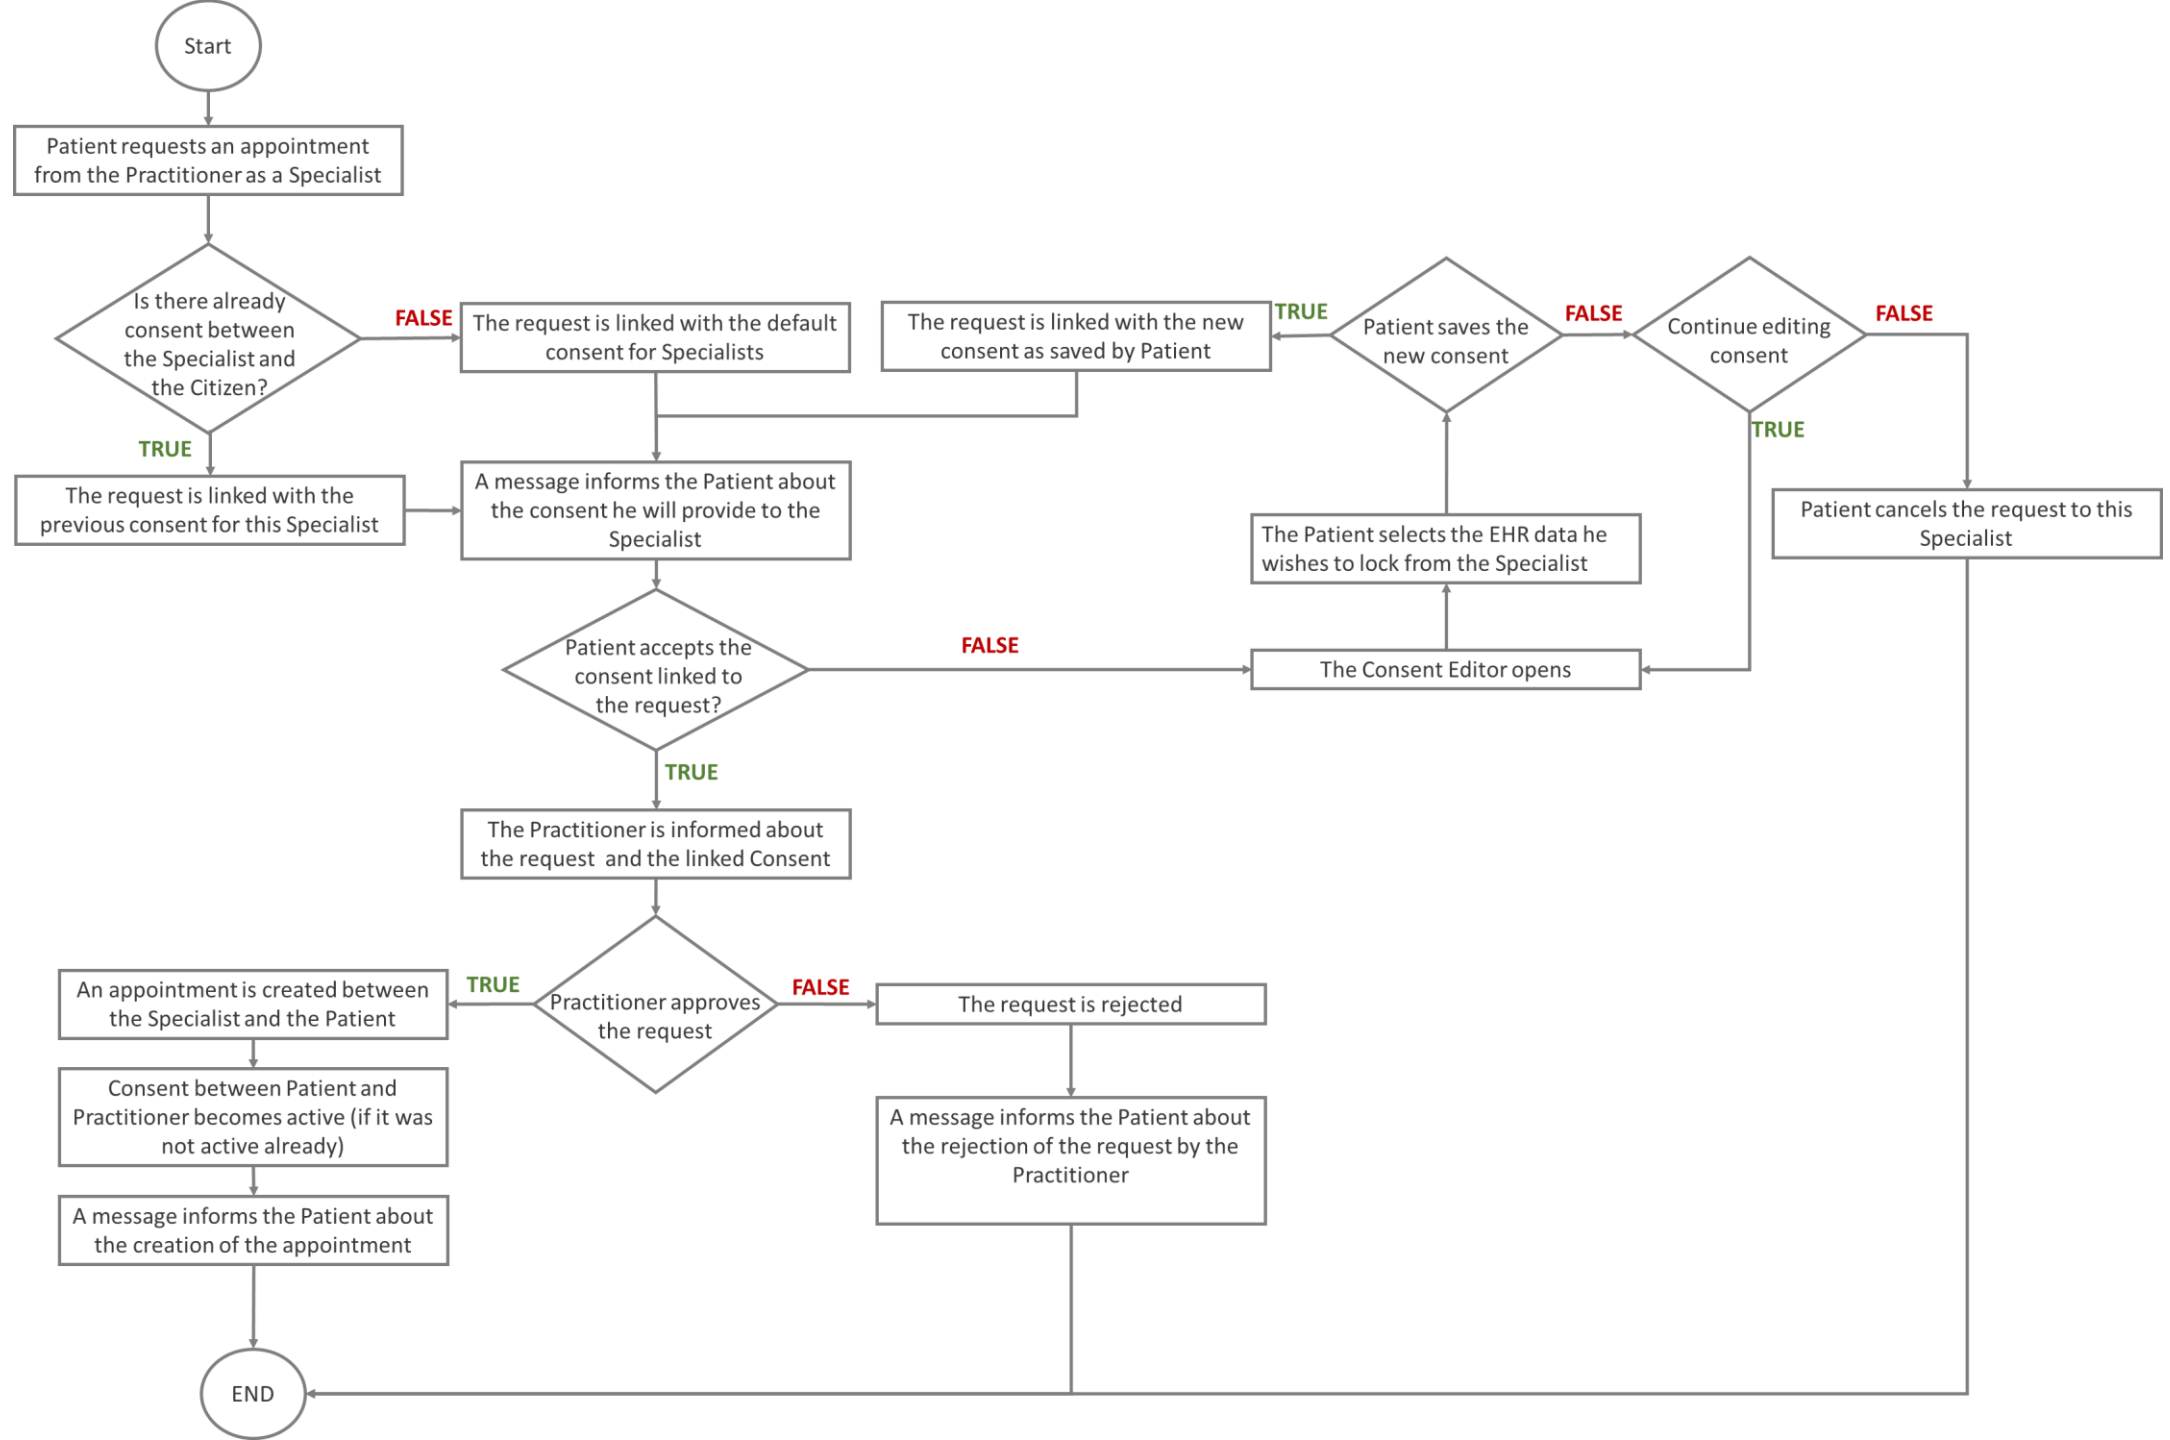 Start
Patient requests an appointment
from the Practitioner as a Specialist
Is there already
consent between
the Specialist and
the Citizen?
FALSE
TRUE
The request is linked with the default
consent for Specialists
The request is linked with the
previous consent for this Specialist
The request is linked with the new
consent as saved by Patient
TRUE
Patient saves the
new consent
FALSE
Continue editing
consent
FALSE
TRUE
Patient cancels the request to this
Specialist
A message informs the Patient about
the consent he will provide to the
Specialist
The Patient selects the EHR data he
wishes to lock from the Specialist
Patient accepts the
consent linked to
the request?
FALSE
The Consent Editor opens
TRUE
The Practitioner is informed about
the request  and the linked Consent
Practitioner approves
the request
TRUE
FALSE
An appointment is created between
the Specialist and the Patient
The request is rejected
Consent between Patient and
Practitioner becomes active (if it was
not active already)
A message informs the Patient about
the rejection of the request by the
Practitioner
A message informs the Patient about
the creation of the appointment
END